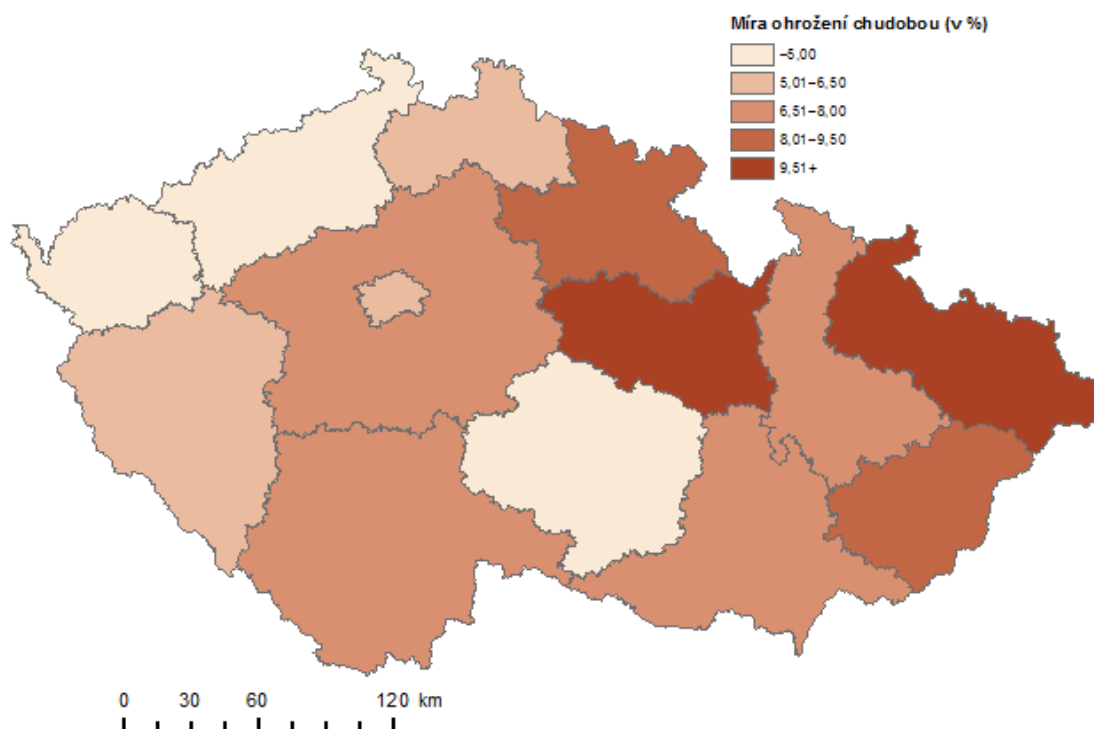 Míra ohrožení chudobou (v %)
–5,00
5,01–6,50
6,51–8,00
8,01–9,50
9,51+
0 30 60 120 km